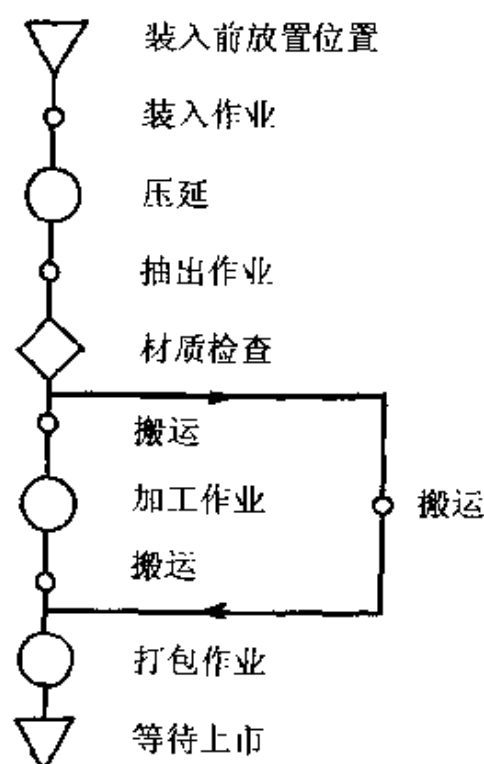 装入前放置位置
装入作业
压延
抽出作业
材质检查
搬运
加工作业
搬运
搬运
打包作业
等待上市